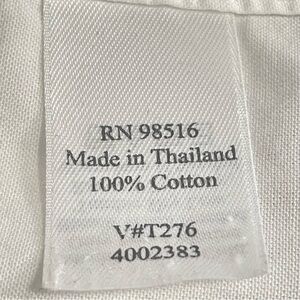 RN 98516
Made in Thailand
100% Cotton
V#T276
4002383